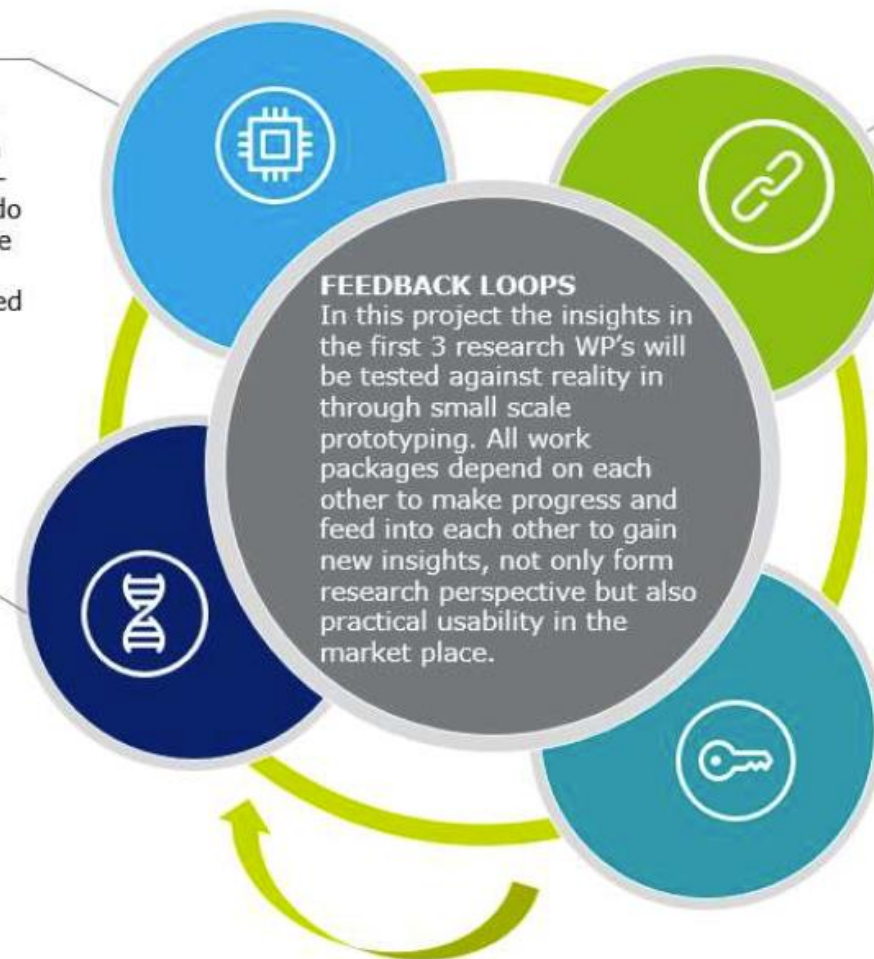 do
e
ed
FEEDBACK LOOPS
In this project the insights in
the first 3 research WP's will
be tested against reality in
through small scale
prototyping. All work
packages depend on each
other to make progress and
feed into each other to gain
new insights, not only form
research perspective but also
practical usability in the
market place.